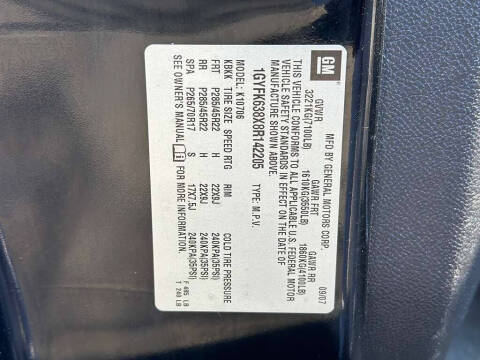 GM
MFD BY GENERAL MOTORS CORP. 09/07
GVWR GAWR FRT GAWR RR
3221KG(7100LB) 1610KG(3550LB) 1860KG(4100LB)
THIS VEHICLE CONFORMS TO ALL APPLICABLE U.S. FEDERAL MOTOR
VEHICLE SAFETY STANDARDS IN EFFECT ON THE DATE OF
MANUFACTURE SHOWN ABOVE.
1GYFK638X8R142205 TYPE: M.P.V.
MODEL: K10706
KBKK TIRE SIZE SPEED RTG RIM COLD TIRE PRESSURE
FRT P285/45R22 H 22X9J 240KPA(35PSI)
RR P285/45R22 H 22X9J 240KPA(35PSI)
SPA P265/70R17 S 17X7.5J 240KPA(35PSI)
SEE OWNER'S MANUAL FOR MORE INFORMATION.
F 485 LB
T 240 LB